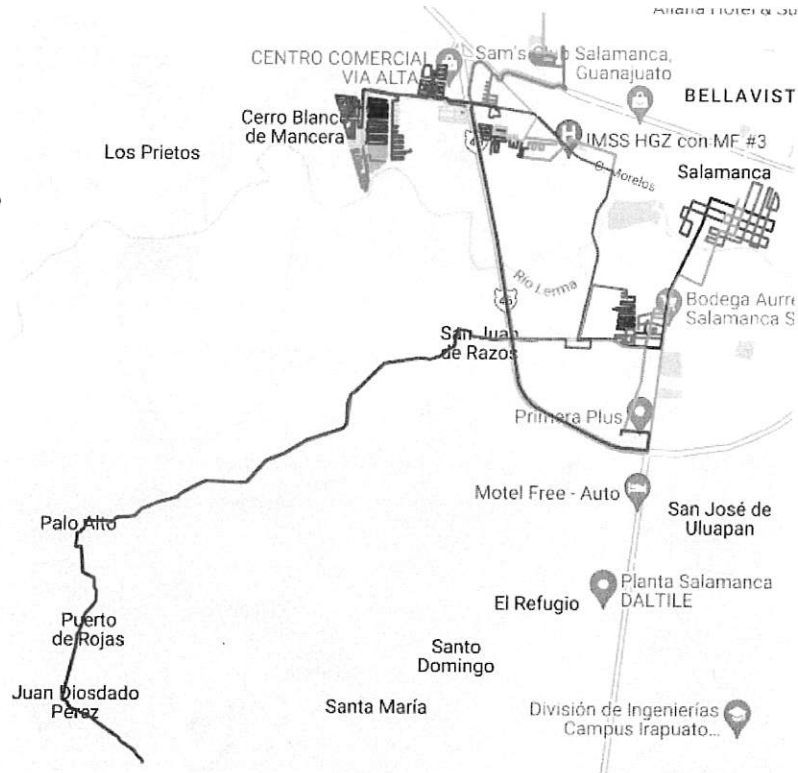 CENTRO COMERCIAL
VIA ALTA
Sam's Club Salamanca,
Guanajuato
BELLAVIST
Cerro Blanco
de Mancera
Los Prietos
45
IMSS HGZ con MF #3
Morelos
Salamanca
Río Lerma
45
Bodega Aurre
Salamanca S
San Juan
de Razos
Primera Plus
Motel Free - Auto
San José de
Uluapan
Palo Alto
Planta Salamanca
DALTILE
El Refugio
Puerto
de Rojas
Santo
Domingo
Juan Diosdado
Pérez
Santa María
División de Ingenierías
Campus Irapuato...